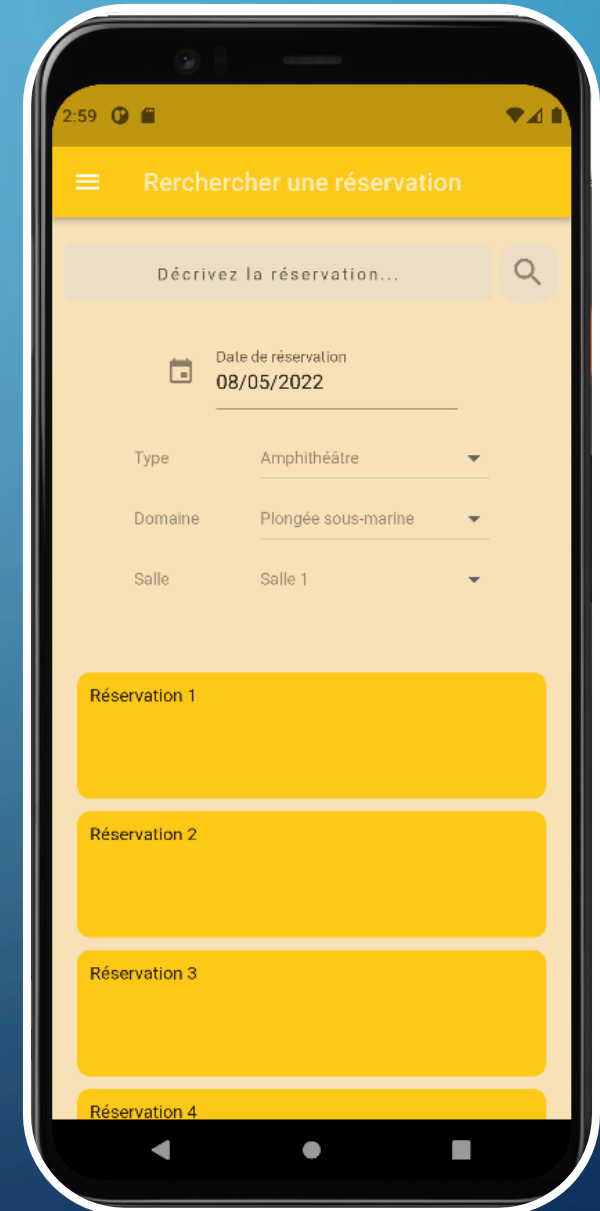 2:59
Rerchercher une réservation
Décrivez la réservation...
Date de réservation
08/05/2022
Type Amphithéâtre
Domaine Plongée sous-marine
Salle Salle 1
Réservation 1
Réservation 2
Réservation 3
Réservation 4